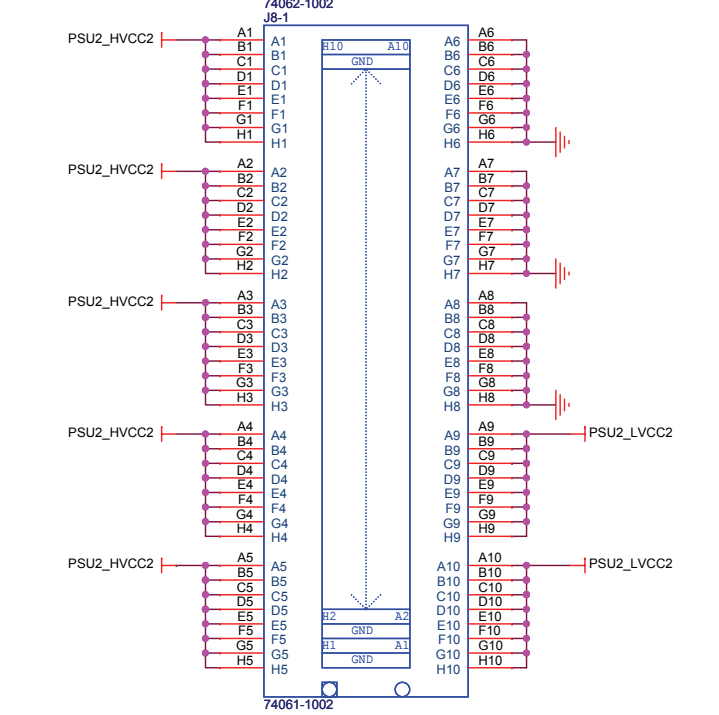 74062-1002
J8-1
PSU2_HVCC2 A1 A1 H10 A10 A6 A6
B1 B1 B6 B6
GND
C1 C1 C6 C6
D1 D1 D6 D6
E1 E1 E6 E6
F1 F1 F6 F6
G1 G1 G6 G6
H1 H1 H6 H6
PSU2_HVCC2 A2 A2 A7 A7
B2 B2 B7 B7
C2 C2 C7 C7
D2 D2 D7 D7
E2 E2 E7 E7
F2 F2 F7 F7
G2 G2 G7 G7
H2 H2 H7 H7
PSU2_HVCC2 A3 A3 A8 A8
B3 B3 B8 B8
C3 C3 C8 C8
D3 D3 D8 D8
E3 E3 E8 E8
F3 F3 F8 F8
G3 G3 G8 G8
H3 H3 H8 H8
PSU2_HVCC2 A4 A4 A9 A9 PSU2_LVCC2
B4 B4 B9 B9
C4 C4 C9 C9
D4 D4 D9 D9
E4 E4 E9 E9
F4 F4 F9 F9
G4 G4 G9 G9
H4 H4 H9 H9
PSU2_HVCC2 A5 A5 A10 A10 PSU2_LVCC2
B5 B5 B10 B10
C5 C5 C10 C10
D5 D5 D10 D10
H2 A2
E5 E5 E10 E10
GND
F5 F5 F10 F10
H1 A1
G5 G5 G10 G10
GND
H5 H5 H10 H10
74061-1002